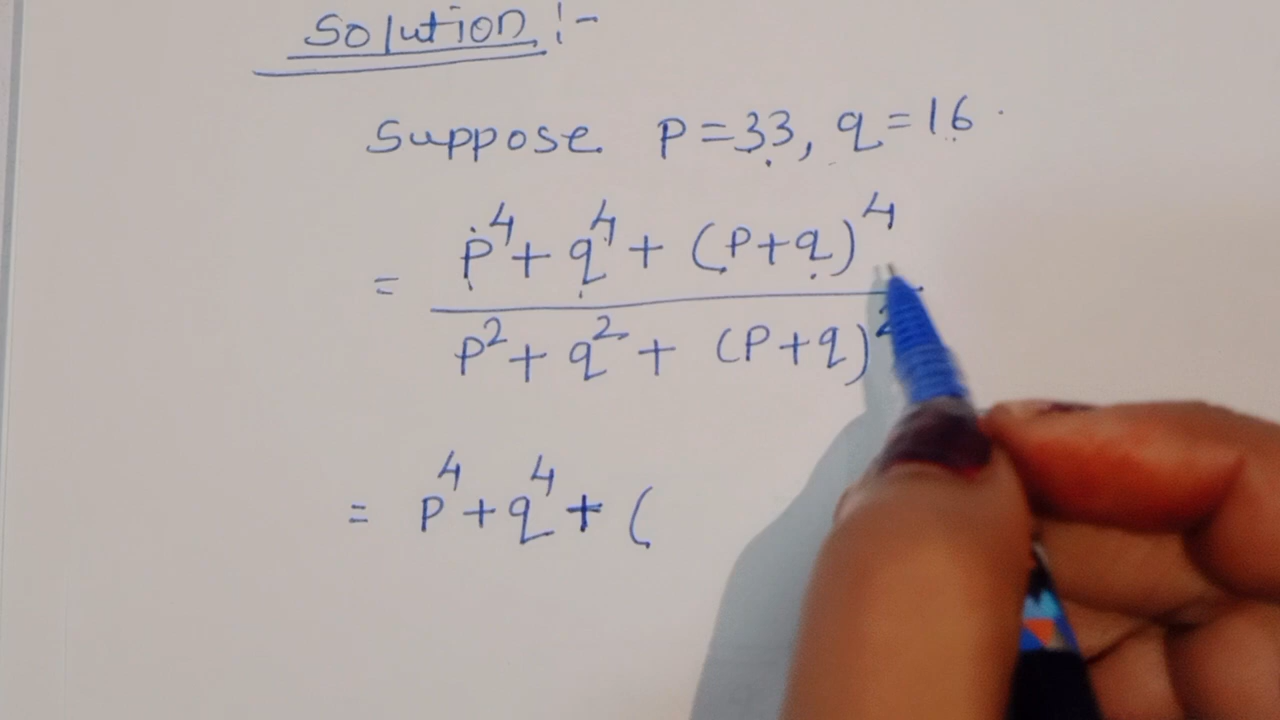 Solution :-
Suppose P=33, q=16.
= P⁴ + q⁴ + (P+q)⁴
P² + q² + (P+q)²
= P⁴ + q⁴ + (